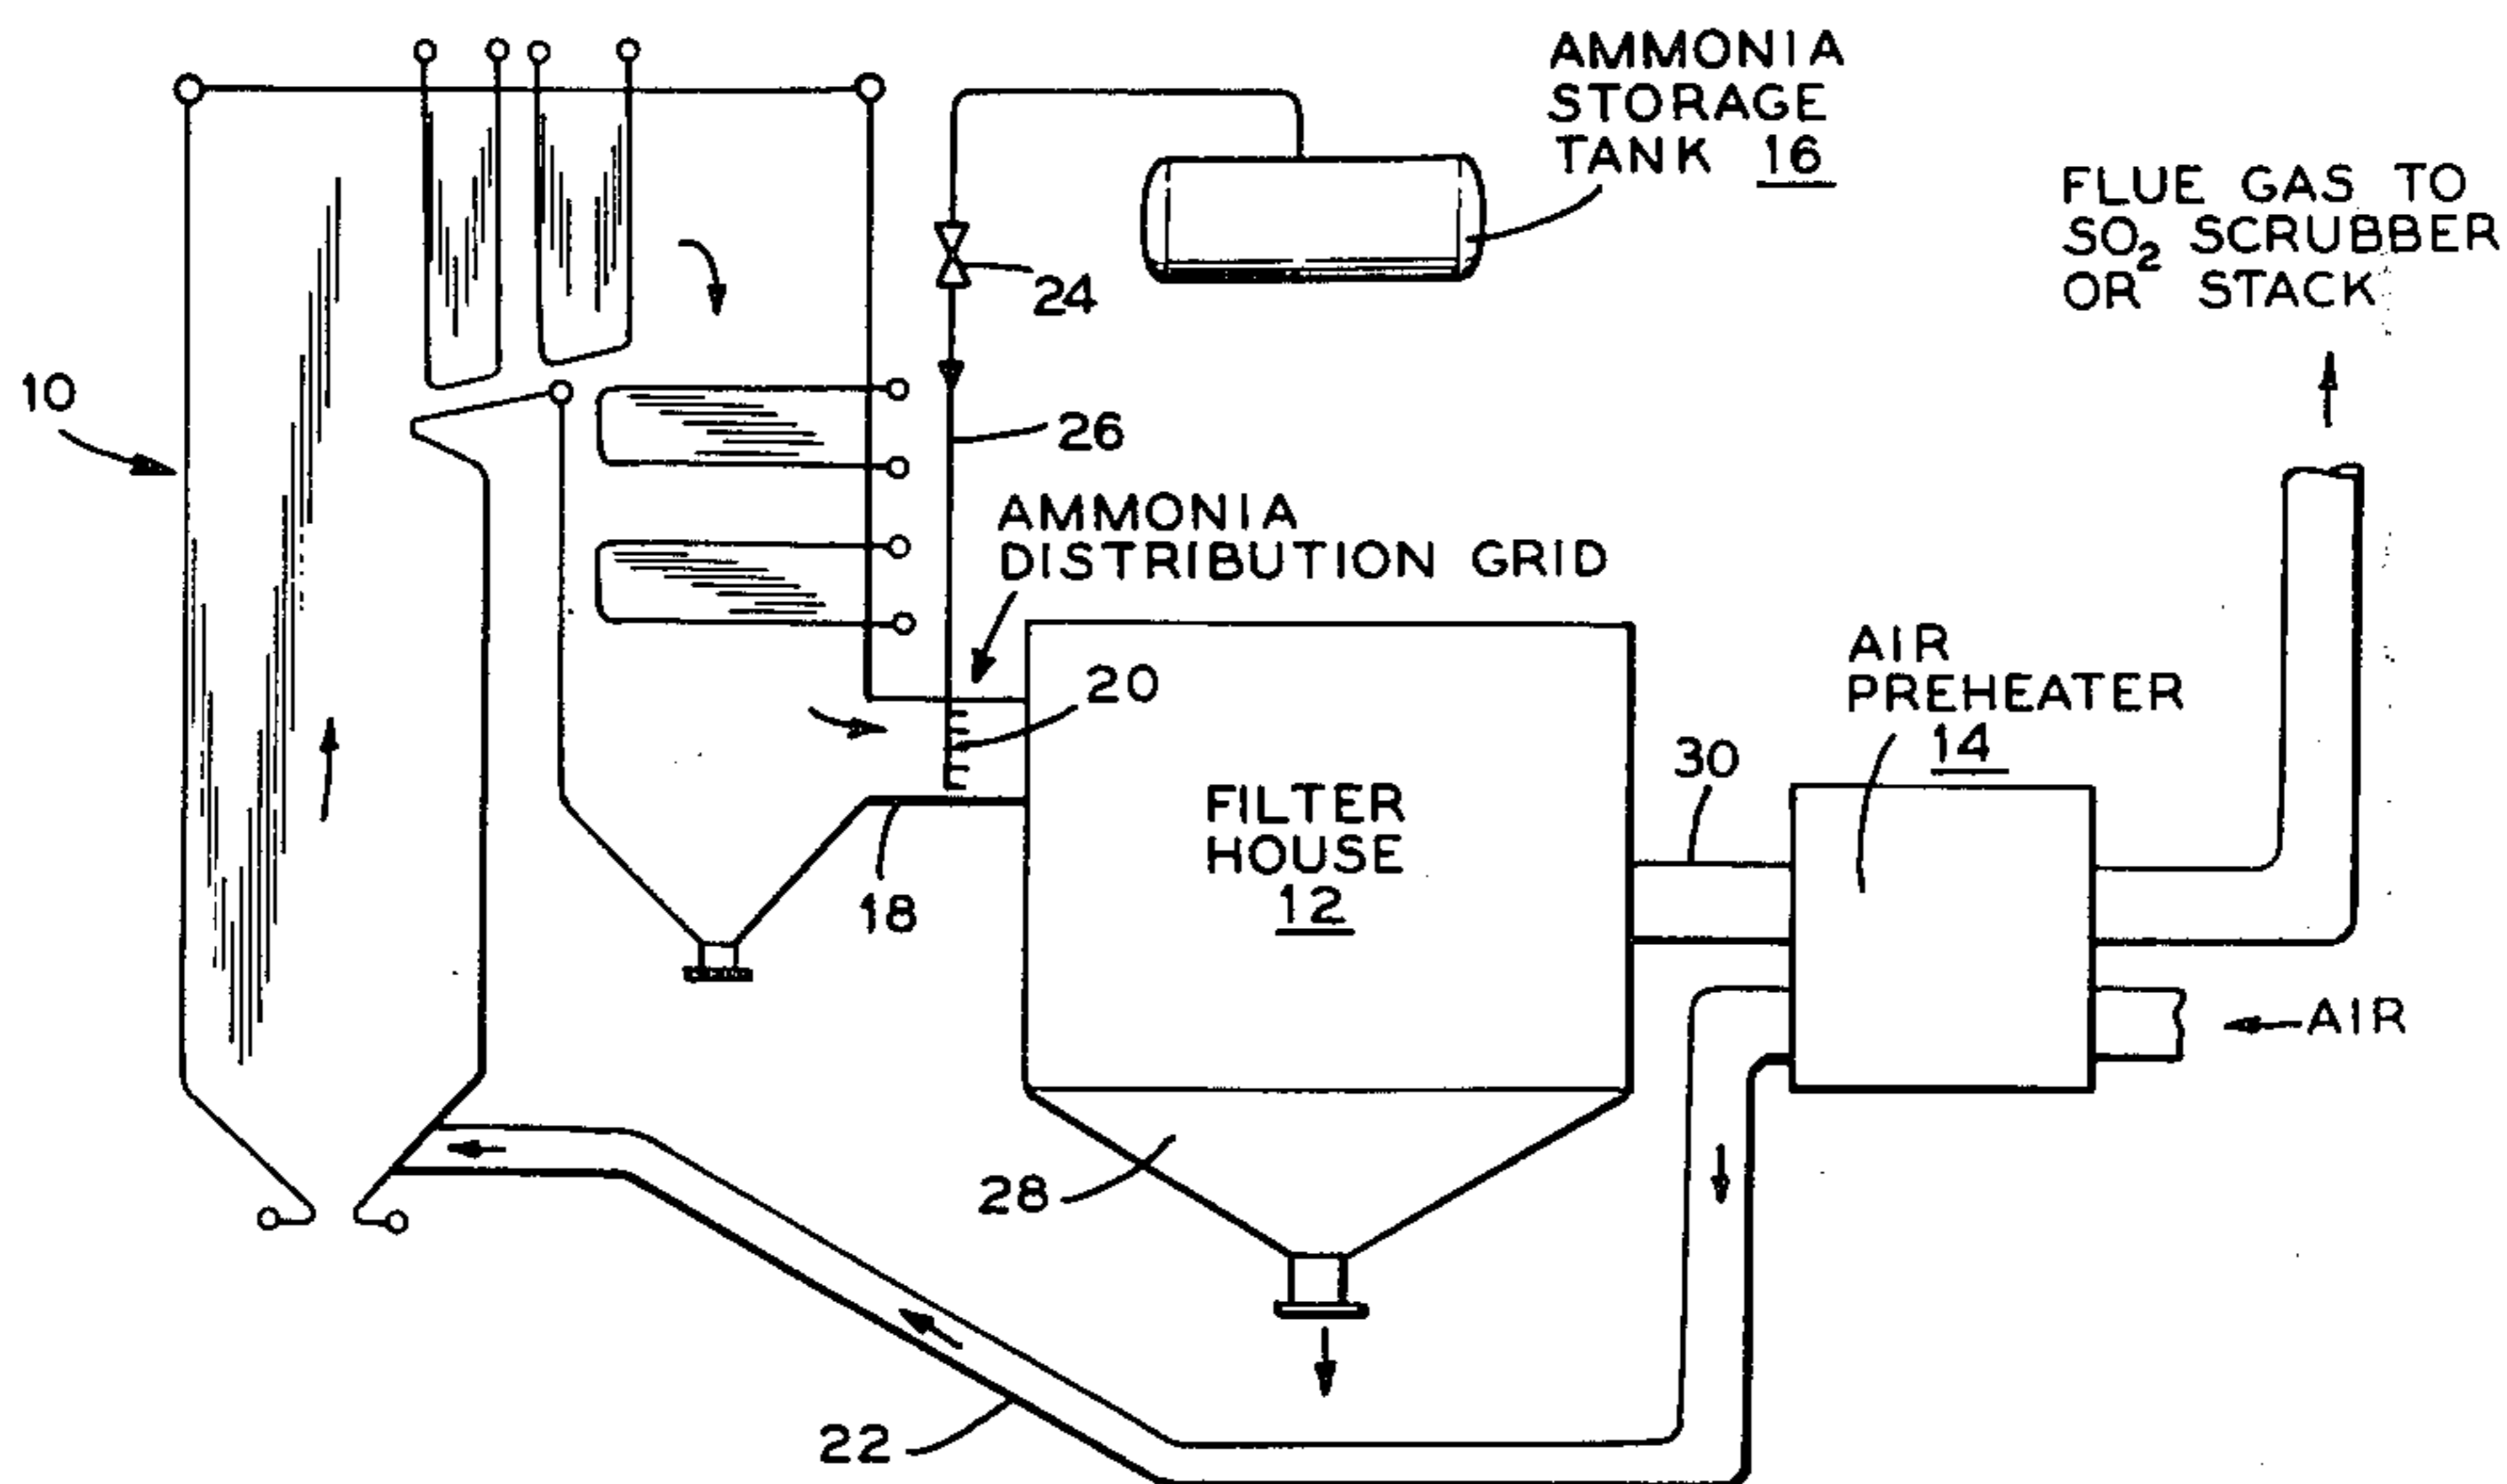 AMMONIA
STORAGE
TANK 16
FLUE GAS TO
SO₂ SCRUBBER
OR STACK
24
10
26
AMMONIA
DISTRIBUTION GRID
20
AIR
PREHEATER
14
30
FILTER
HOUSE
12
18
AIR
28
22